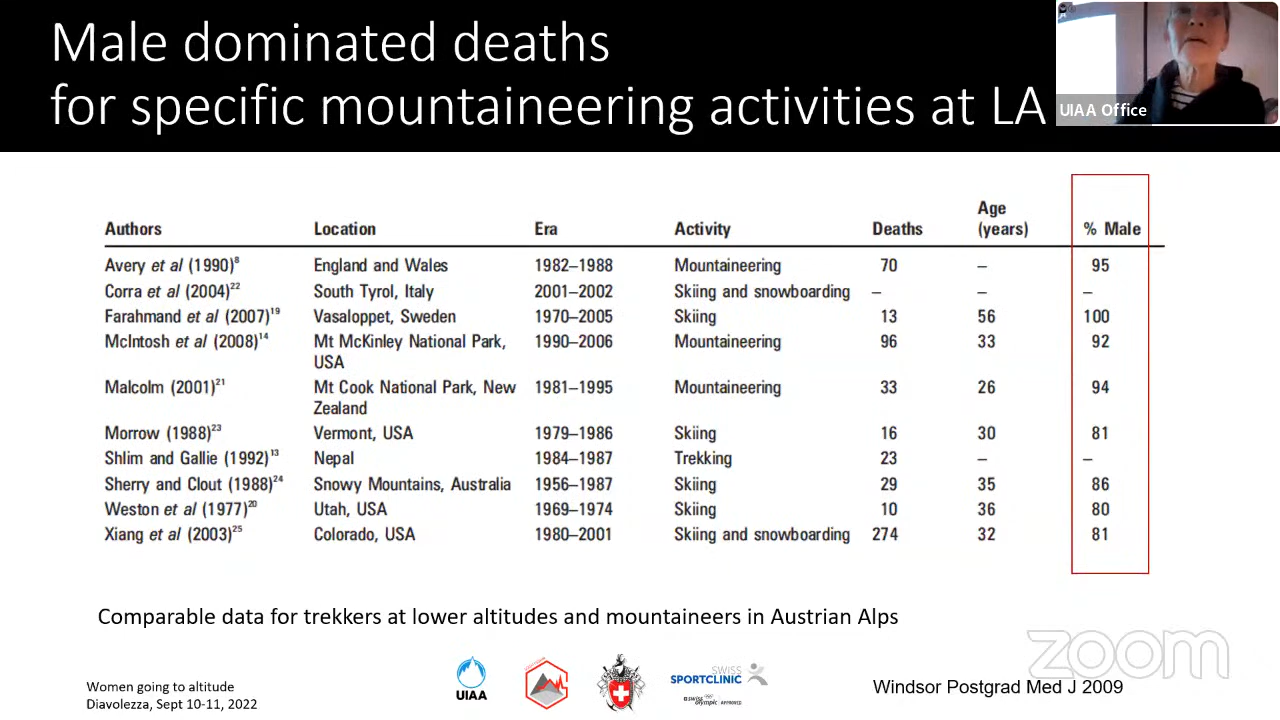 Male dominated deaths
for specific mountaineering activities at LA
UIAA Office
Authors Location Era Activity Deaths Age (years) % Male
Avery et al (1990)8 England and Wales 1982–1988 Mountaineering 70 – 95
Corra et al (2004)22 South Tyrol, Italy 2001–2002 Skiing and snowboarding – – –
Farahmand et al (2007)19 Vasaloppet, Sweden 1970–2005 Skiing 13 56 100
McIntosh et al (2008)14 Mt McKinley National Park, 1990–2006 Mountaineering 96 33 92
USA
Malcolm (2001)21 Mt Cook National Park, New 1981–1995 Mountaineering 33 26 94
Zealand
Morrow (1988)23 Vermont, USA 1979–1986 Skiing 16 30 81
Shlim and Gallie (1992)13 Nepal 1984–1987 Trekking 23 – –
Sherry and Clout (1988)24 Snowy Mountains, Australia 1956–1987 Skiing 29 35 86
Weston et al (1977)20 Utah, USA 1969–1974 Skiing 10 36 80
Xiang et al (2003)25 Colorado, USA 1980–2001 Skiing and snowboarding 274 32 81
Comparable data for trekkers at lower altitudes and mountaineers in Austrian Alps
zoom
Women going to altitude
Diavolezza, Sept 10-11, 2022
UIAA
SWISS
SPORTCLINIC
swiss olympic APPROVED
Windsor Postgrad Med J 2009